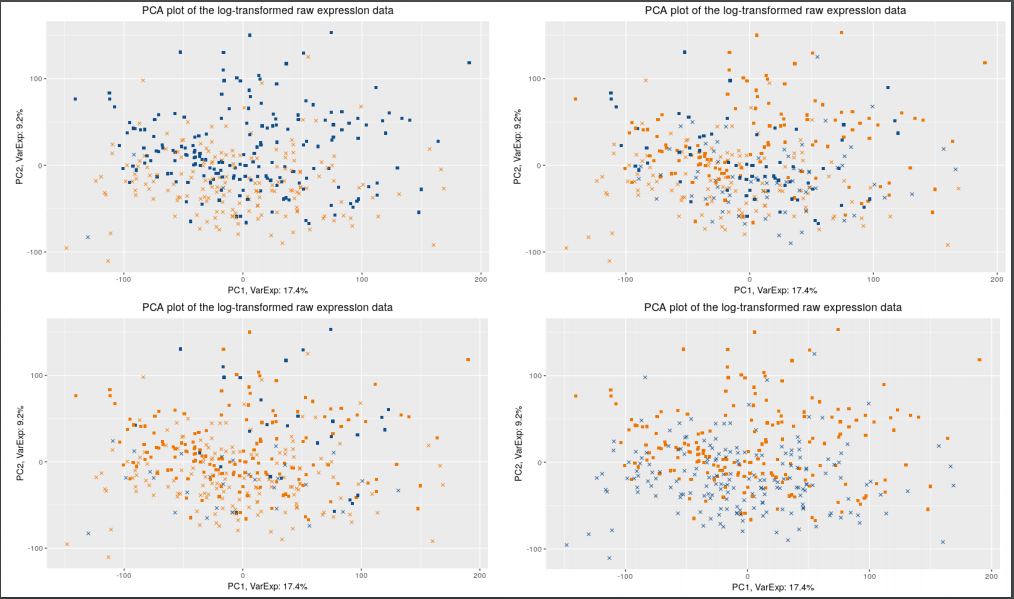 PCA plot of the log-transformed raw expression data
PC2, VarExp: 9.2%
100
0
-100
-100
0
100
200
PC1, VarExp: 17.4%
PCA plot of the log-transformed raw expression data
PC2, VarExp: 9.2%
100
0
-100
-100
0
100
200
PC1, VarExp: 17.4%
PCA plot of the log-transformed raw expression data
PC2, VarExp: 9.2%
100
0
-100
-100
0
100
200
PC1, VarExp: 17.4%
PCA plot of the log-transformed raw expression data
PC2, VarExp: 9.2%
100
0
-100
-100
0
100
200
PC1, VarExp: 17.4%